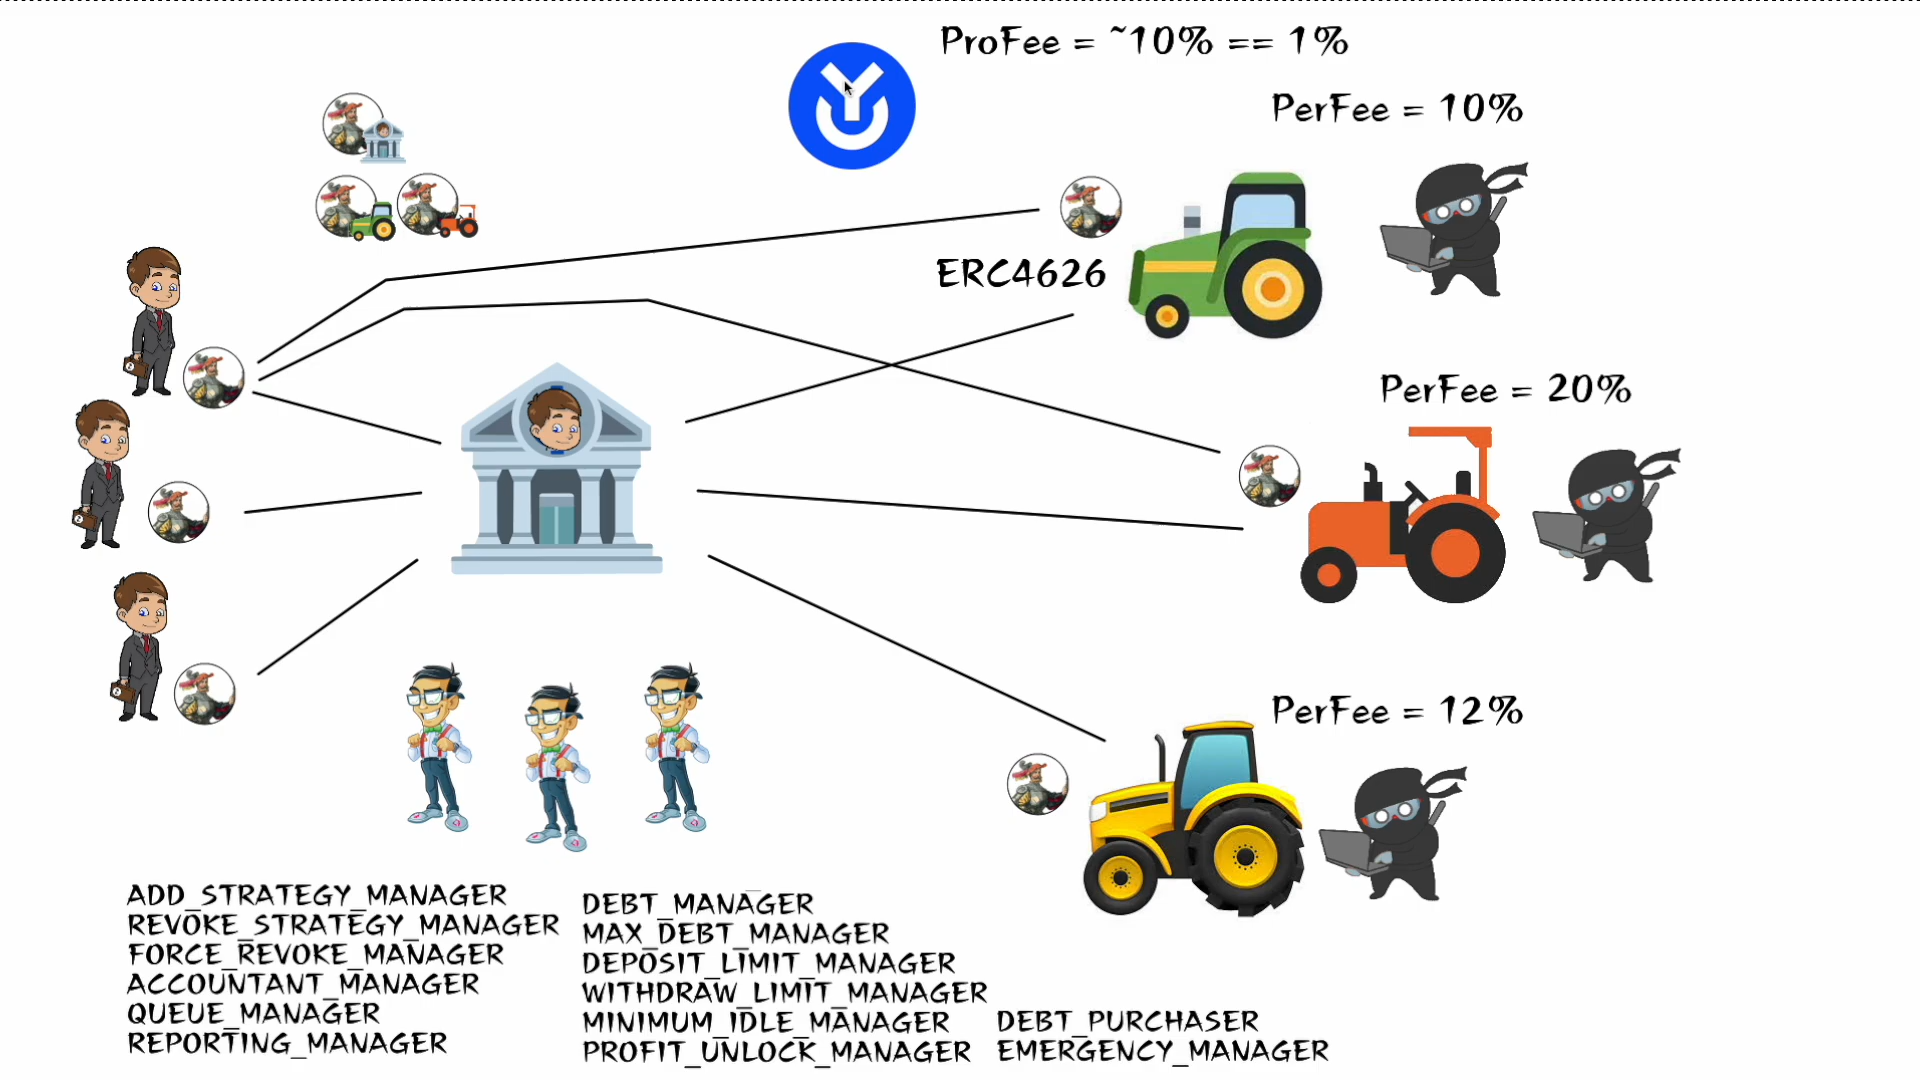 ProFee = ~10% == 1%
PerFee = 10%
ERC4626
PerFee = 20%
PerFee = 12%
ADD_STRATEGY_MANAGER
REVOKE_STRATEGY_MANAGER
FORCE_REVOKE_MANAGER
ACCOUNTANT_MANAGER
QUEUE_MANAGER
REPORTING_MANAGER
DEBT_MANAGER
MAX_DEBT_MANAGER
DEPOSIT_LIMIT_MANAGER
WITHDRAW_LIMIT_MANAGER
MINIMUM_IDLE_MANAGER
PROFIT_UNLOCK_MANAGER
DEBT_PURCHASER
EMERGENCY_MANAGER